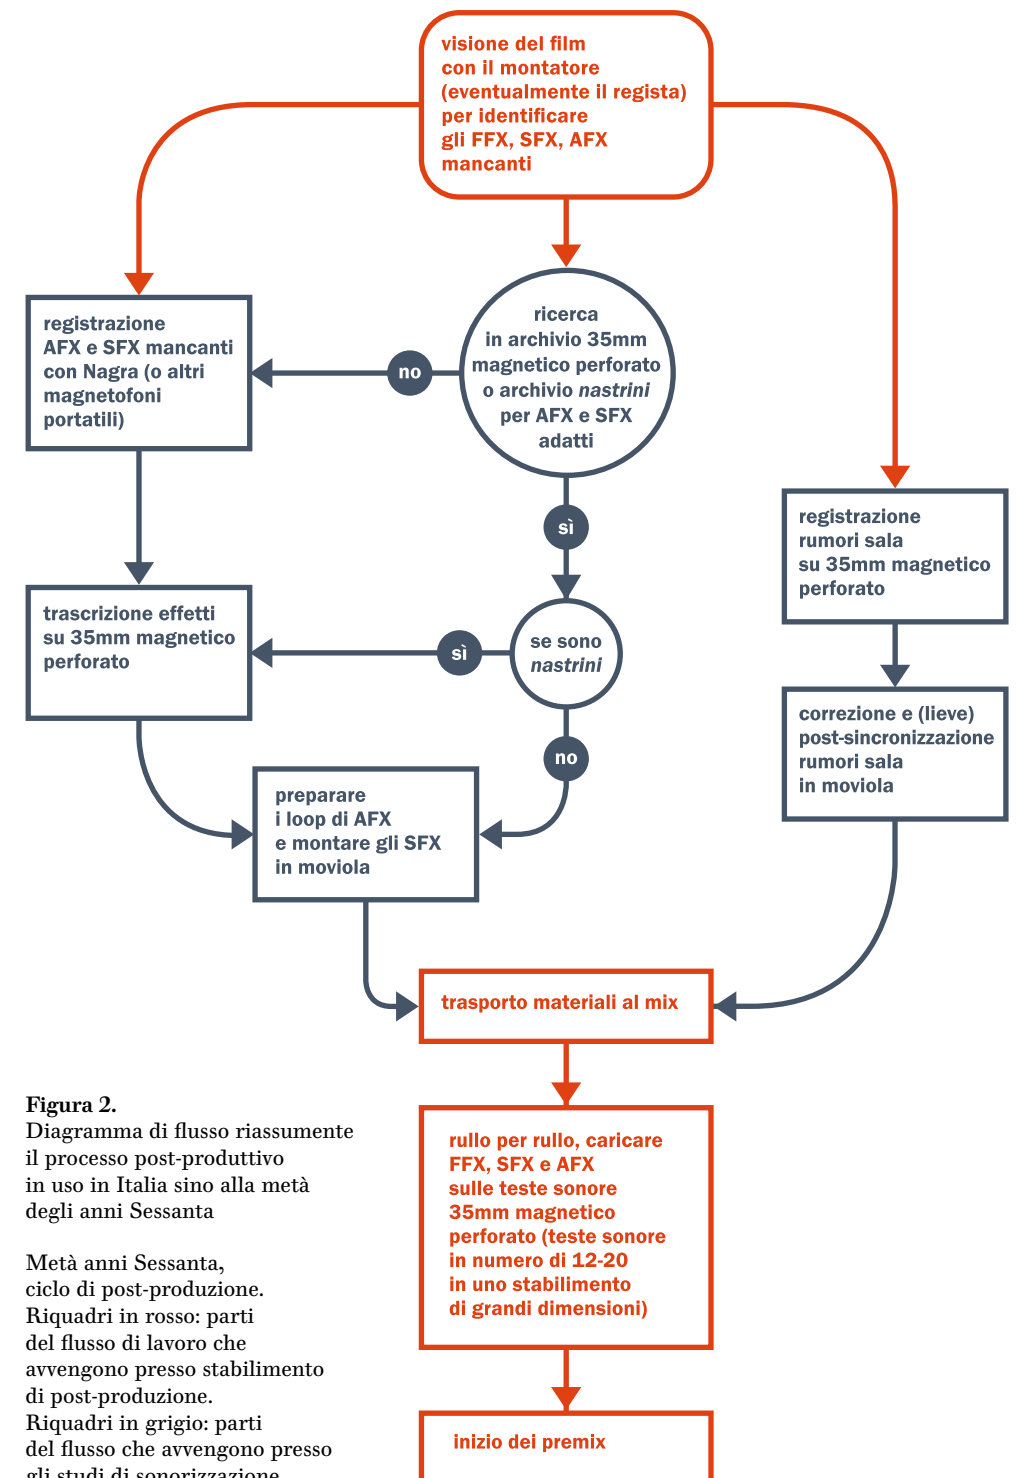 visione del film
con il montatore
(eventualmente il regista)
per identificare
gli FFX, SFX, AFX
mancanti
registrazione
AFX e SFX mancanti
con Nagra (o altri
magnetofoni
portatili)
no
ricerca
in archivio 35mm
magnetico perforato
o archivio nastrini
per AFX e SFX
adatti
sì
registrazione
rumori sala
su 35mm magnetico
perforato
trascrizione effetti
su 35mm magnetico
perforato
sì
se sono
nastrini
no
correzione e (lieve)
post-sincronizzazione
rumori sala
in moviola
preparare
i loop di AFX
e montare gli SFX
in moviola
trasporto materiali al mix
rullo per rullo, caricare
FFX, SFX e AFX
sulle teste sonore
35mm magnetico
perforato (teste sonore
in numero di 12-20
in uno stabilimento
di grandi dimensioni)
inizio dei premix
Figura 2.
Diagramma di flusso riassumente
il processo post-produttivo
in uso in Italia sino alla metà
degli anni Sessanta
Metà anni Sessanta,
ciclo di post-produzione.
Riquadri in rosso: parti
del flusso di lavoro che
avvengono presso stabilimento
di post-produzione.
Riquadri in grigio: parti
del flusso che avvengono presso
gli studi di sonorizzazione